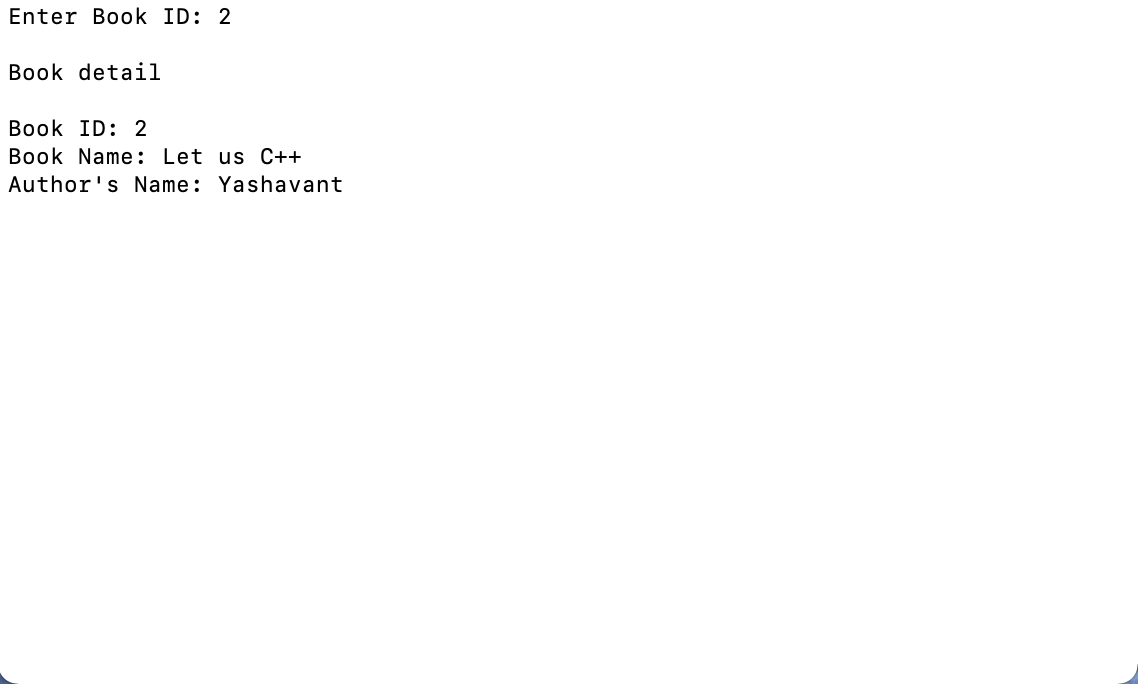 Enter Book ID: 2
Book detail
Book ID: 2
Book Name: Let us C++
Author's Name: Yashavant